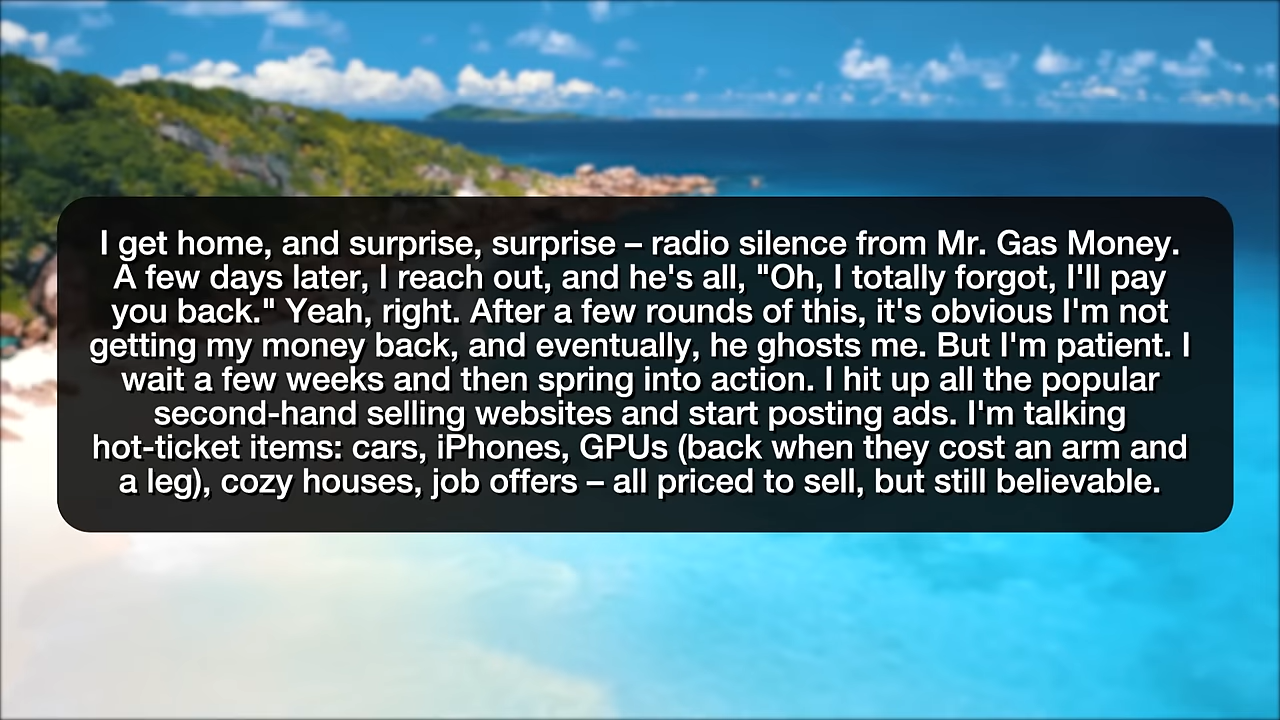 I get home, and surprise, surprise – radio silence from Mr. Gas Money.
A few days later, I reach out, and he's all, "Oh, I totally forgot, I'll pay
you back." Yeah, right. After a few rounds of this, it's obvious I'm not
getting my money back, and eventually, he ghosts me. But I'm patient. I
wait a few weeks and then spring into action. I hit up all the popular
second-hand selling websites and start posting ads. I'm talking
hot-ticket items: cars, iPhones, GPUs (back when they cost an arm and
a leg), cozy houses, job offers – all priced to sell, but still believable.